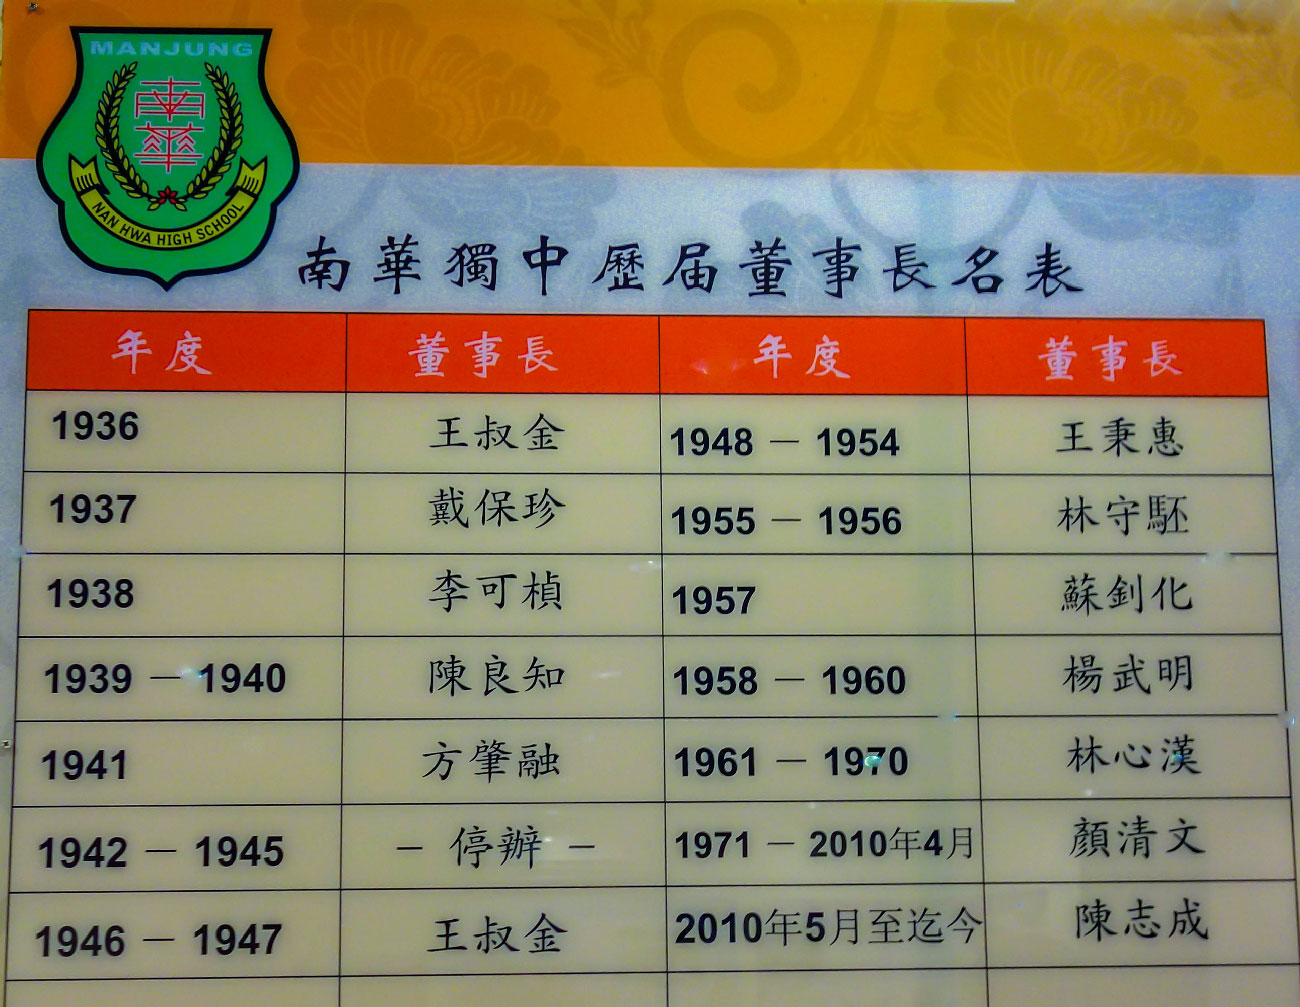 MANJUNG
南華
NAN HWA HIGH SCHOOL
南華獨中歷届董事長名表
年度 董事長 年度 董事長
1936 王叔金 1948 － 1954 王秉惠
1937 戴保珍 1955 － 1956 林守駓
1938 李可楨 1957 蘇釗化
1939 － 1940 陳良知 1958 － 1960 楊武明
1941 方肇融 1961 － 1970 林心漢
1942 － 1945 － 停辦 － 1971 － 2010年4月 顏清文
1946 － 1947 王叔金 2010年5月至迄今 陳志成